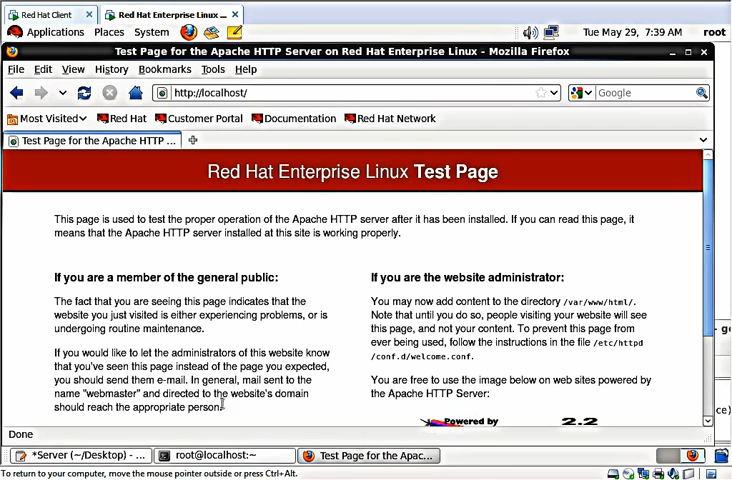 Red Hat Client
Red Hat Enterprise Linux ...
Applications Places System
Tue May 29, 7:39 AM root
Test Page for the Apache HTTP Server on Red Hat Enterprise Linux - Mozilla Firefox
File Edit View History Bookmarks Tools Help
http://localhost/
Google
Most Visited Red Hat Customer Portal Documentation Red Hat Network
Test Page for the Apache HTTP ...
Red Hat Enterprise Linux Test Page
This page is used to test the proper operation of the Apache HTTP server after it has been installed. If you can read this page, it
means that the Apache HTTP server installed at this site is working properly.
If you are a member of the general public:
The fact that you are seeing this page indicates that the
website you just visited is either experiencing problems, or is
undergoing routine maintenance.
If you would like to let the administrators of this website know
that you've seen this page instead of the page you expected,
you should send them e-mail. In general, mail sent to the
name "webmaster" and directed to the website's domain
should reach the appropriate person.
If you are the website administrator:
You may now add content to the directory /var/www/html/.
Note that until you do so, people visiting your website will see
this page, and not your content. To prevent this page from
ever being used, follow the instructions in the file /etc/httpd
/conf.d/welcome.conf.
You are free to use the image below on web sites powered by
the Apache HTTP Server:
Powered by 2.2
Done
*Server (~/Desktop) - ...
root@localhost:~
Test Page for the Apac...
To return to your computer, move the mouse pointer outside or press Ctrl+Alt.